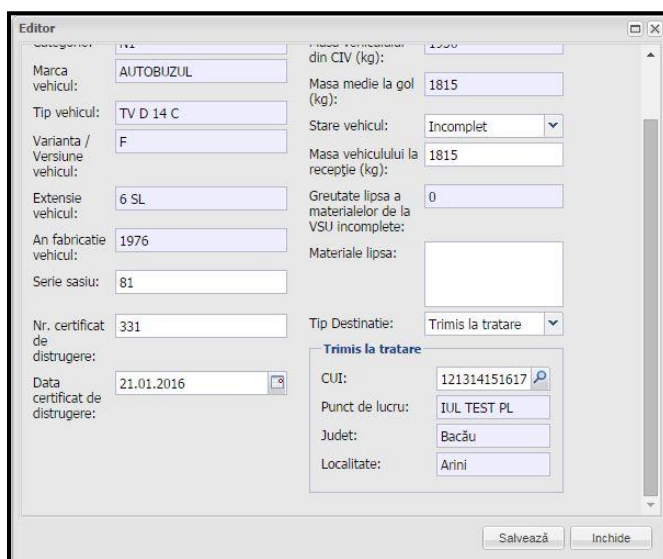 Editor
Marca
vehicul:
AUTOBUZUL
Tip vehicul:
TV D 14 C
Varianta /
Versiune
vehicul:
F
Extensie
vehicul:
6 SL
An fabricatie
vehicul:
1976
Serie sasiu:
81
Nr. certificat
de
distrugere:
331
Data
certificat de
distrugere:
21.01.2016
din CIV (kg):
Masa medie la gol
(kg):
1815
Stare vehicul:
Incomplet
Masa vehiculului la
recepţie (kg):
1815
Greutate lipsa a
materialelor de la
VSU incomplete:
0
Materiale lipsa:
Tip Destinatie:
Trimis la tratare
Trimis la tratare
CUI:
121314151617
Punct de lucru:
IUL TEST PL
Judet:
Bacău
Localitate:
Arini
Salvează
Inchide